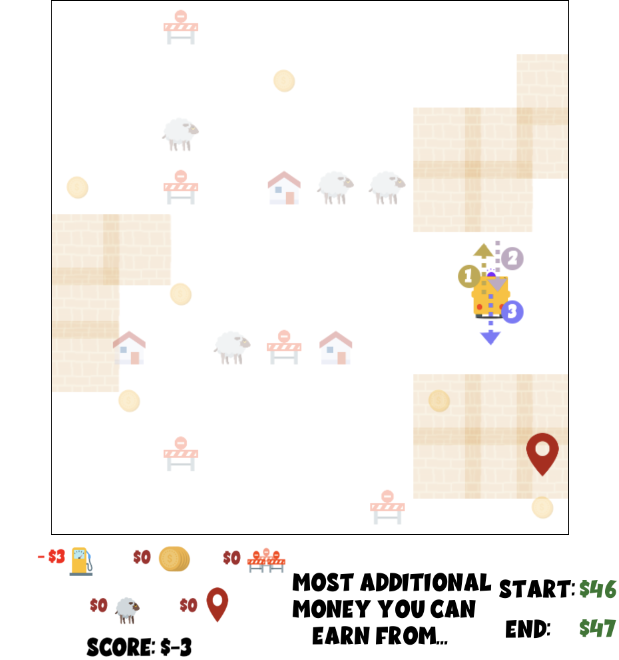 1
2
3
- $3
$0
$0
$0
$0
SCORE: $-3
MOST ADDITIONAL
MONEY YOU CAN
EARN FROM...
START: $46
END: $47